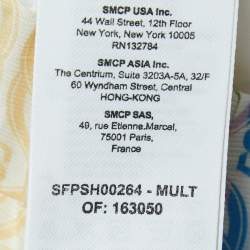 SMCP USA Inc.
44 Wall Street, 12th Floor
New York, New York 10005
RN132784
SMCP ASIA Inc.
The Centrium, Suite 3203A-5A, 32/F
60 Wyndham Street, Central
HONG-KONG
SMCP SAS,
49, rue Etienne.Marcel,
75001 Paris,
France
SFPSH00264 - MULT
OF: 163050